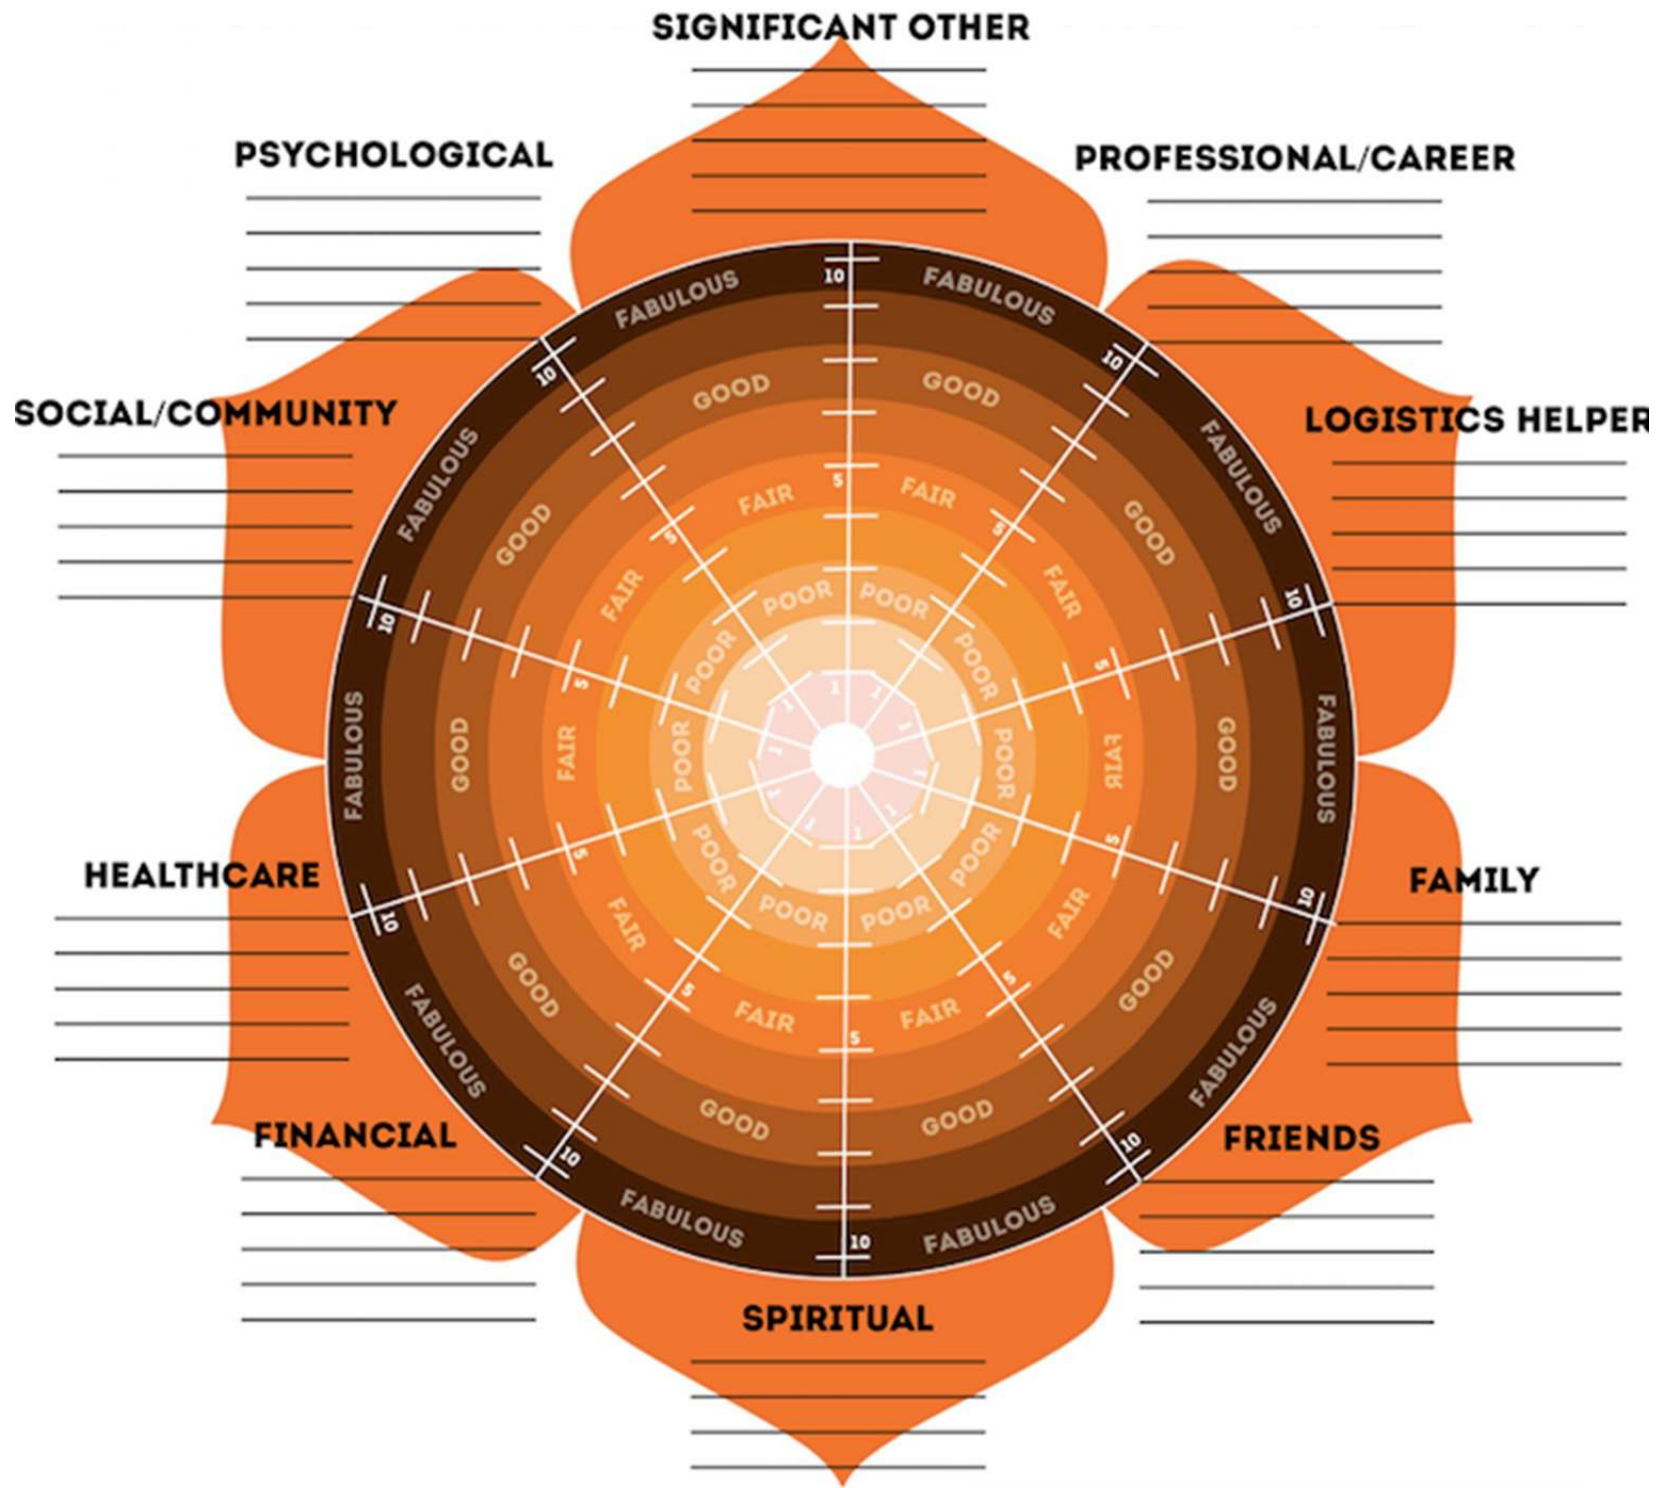 SIGNIFICANT OTHER
PSYCHOLOGICAL
PROFESSIONAL/CAREER
FABULOUS
10
FABULOUS
10
10
GOOD
GOOD
SOCIAL/COMMUNITY
LOGISTICS HELPER
FABULOUS
FABULOUS
5
FAIR
FAIR
5
5
GOOD
GOOD
FAIR
FAIR
POOR
POOR
10
10
POOR
POOR
5
5
1
1
1
1
FABULOUS
GOOD
FAIR
POOR
1
1
POOR
FAIR
GOOD
FABULOUS
1
1
1
1
5
5
POOR
POOR
HEALTHCARE
FAMILY
10
10
POOR
POOR
FAIR
FAIR
5
5
GOOD
GOOD
FAIR
FAIR
5
FABULOUS
FABULOUS
GOOD
GOOD
FINANCIAL
FRIENDS
10
10
FABULOUS
FABULOUS
10
SPIRITUAL